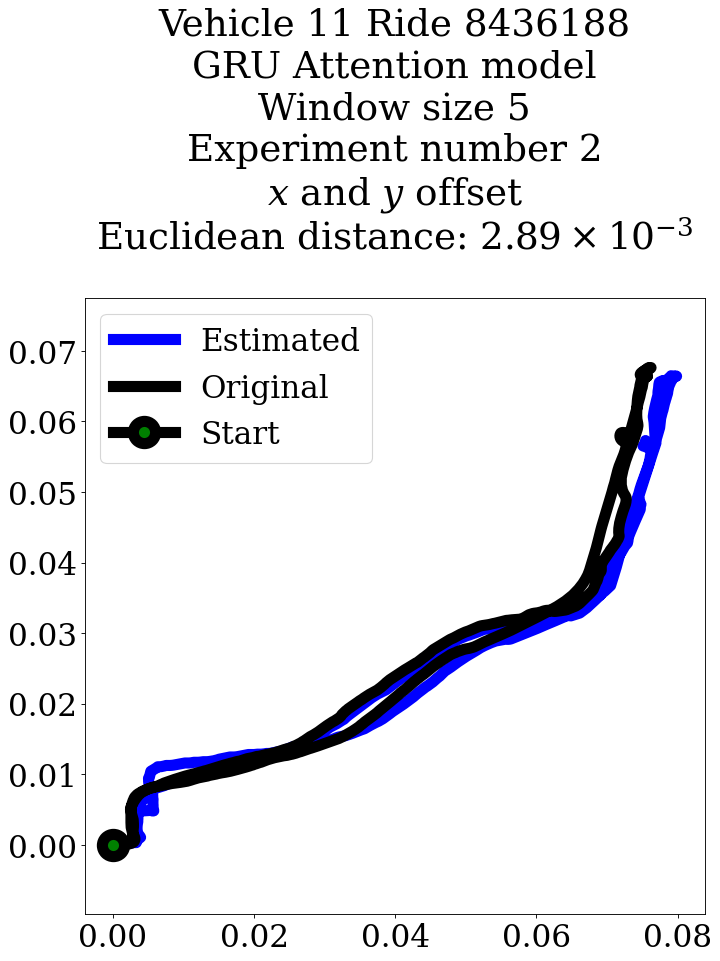 Vehicle 11 Ride 8436188
GRU Attention model
Window size 5
Experiment number 2
x and y offset
Euclidean distance: 2.89 × 10⁻³
Estimated
Original
Start
0.07
0.06
0.05
0.04
0.03
0.02
0.01
0.00
0.00 0.02 0.04 0.06 0.08